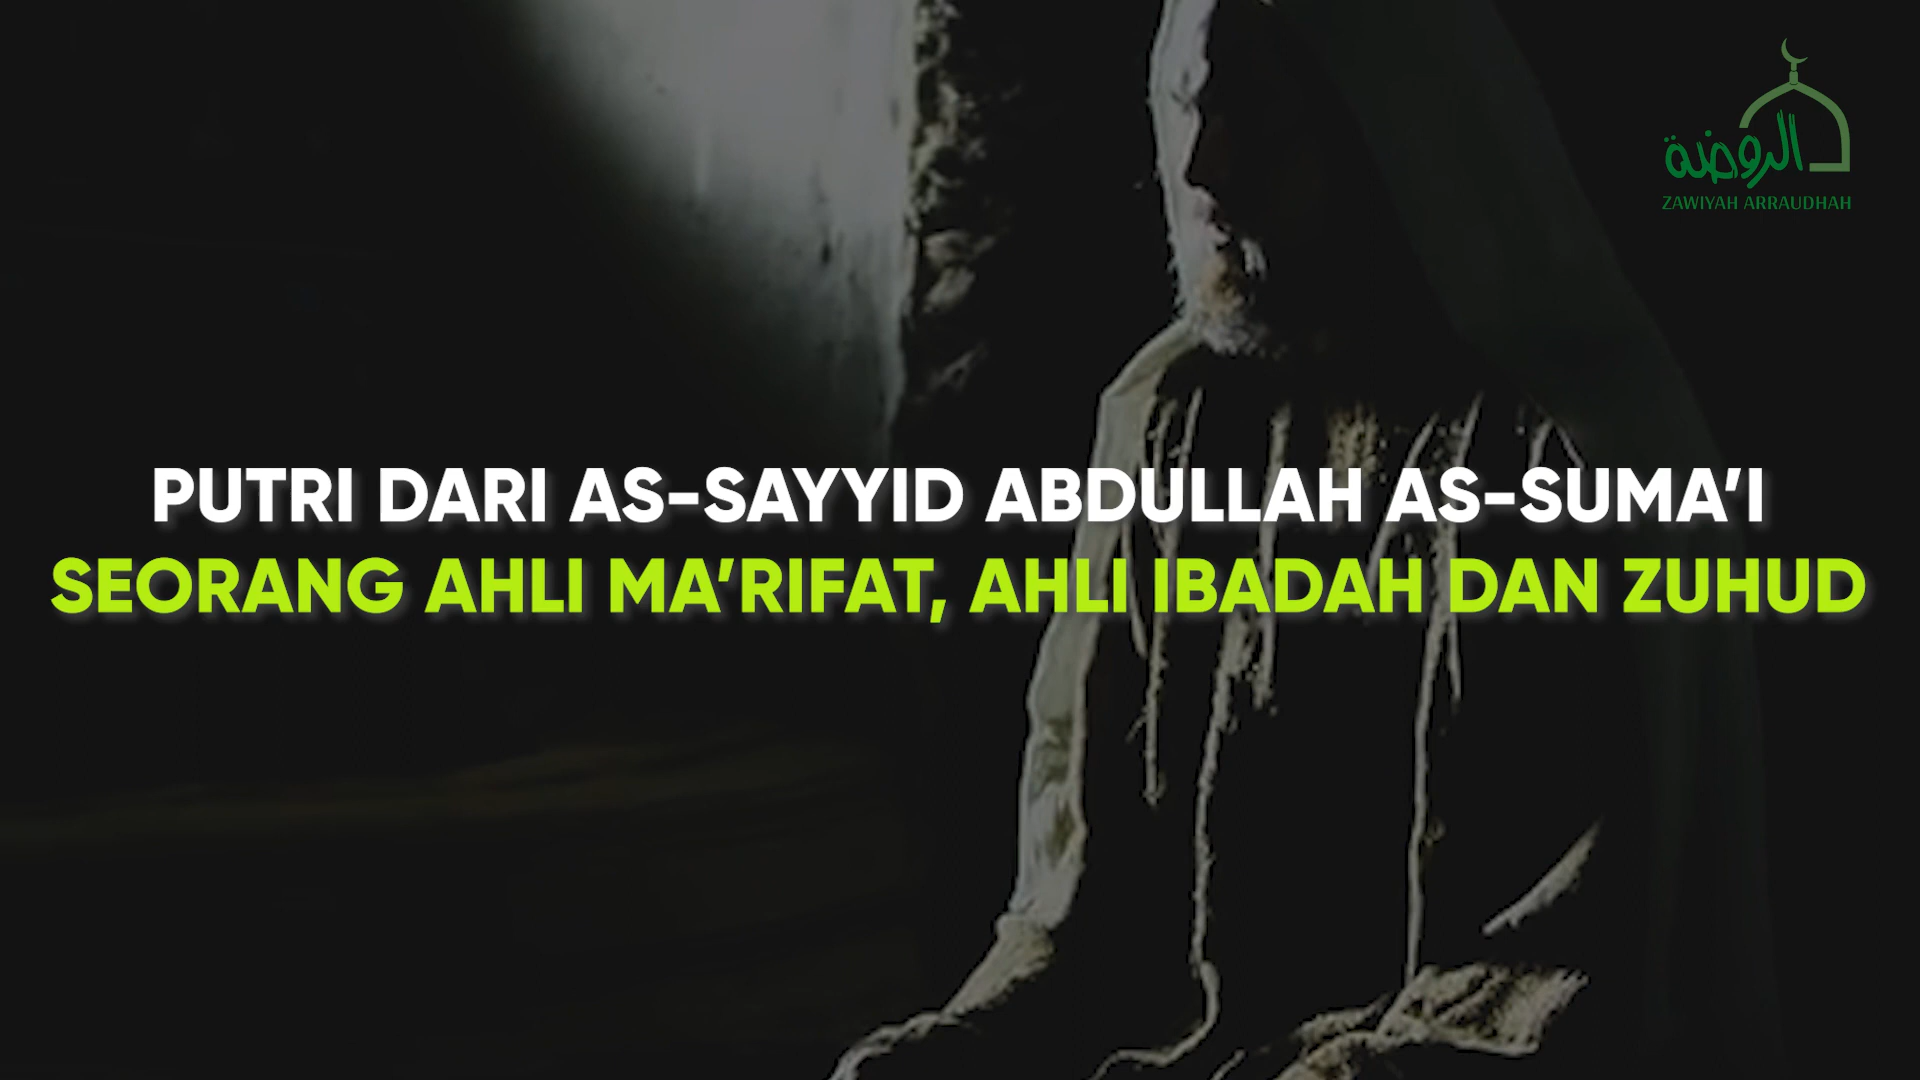 الروضة
ZAWIYAH ARRAUDHAH
PUTRI DARI AS-SAYYID ABDULLAH AS-SUMA’I
SEORANG AHLI MA’RIFAT, AHLI IBADAH DAN ZUHUD